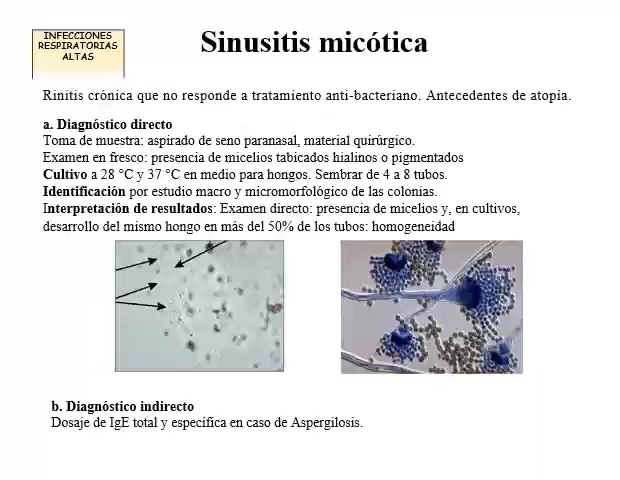 INFECCIONES
RESPIRATORIAS
ALTAS
Sinusitis micótica
Rinitis crónica que no responde a tratamiento anti-bacteriano. Antecedentes de atopía.
a. Diagnóstico directo
Toma de muestra: aspirado de seno paranasal, material quirúrgico.
Examen en fresco: presencia de micelios tabicados hialinos o pigmentados
Cultivo a 28 °C y 37 °C en medio para hongos. Sembrar de 4 a 8 tubos.
Identificación por estudio macro y micromorfológico de las colonias.
Interpretación de resultados: Examen directo: presencia de micelios y, en cultivos,
desarrollo del mismo hongo en más del 50% de los tubos: homogeneidad
b. Diagnóstico indirecto
Dosaje de IgE total y específica en caso de Aspergilosis.